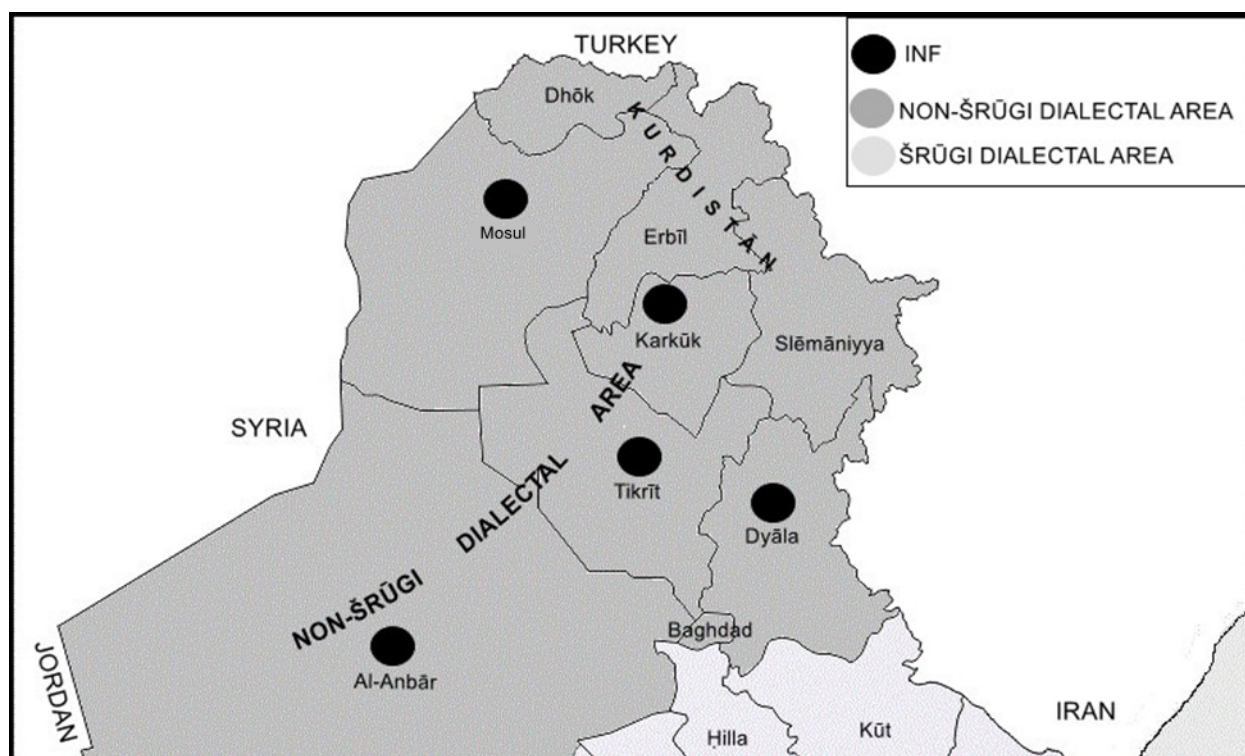 TURKEY
INF
NON-ŠRŪGI DIALECTAL AREA
ŠRŪGI DIALECTAL AREA
Dhōk
KURDISTĀN
Mosul
Erbīl
Karkūk
Slēmāniyya
SYRIA
NON-ŠRŪGI DIALECTAL AREA
Tikrīt
Dyāla
Baghdad
Al-Anbār
JORDAN
Ḥilla
Kūt
IRAN